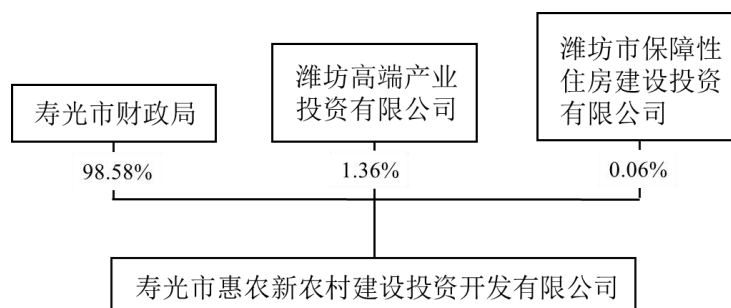 寿光市财政局
潍坊高端产业
投资有限公司
潍坊市保障性
住房建设投资
有限公司
98.58%
1.36%
0.06%
寿光市惠农新农村建设投资开发有限公司